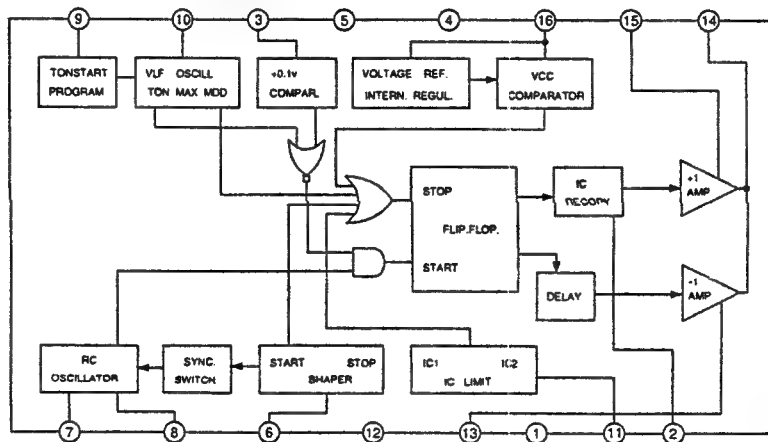 9 10 3 5 4 16 15 14
TONSTART
PROGRAM
VLF OSCILL
TON MAX MDD
+0.1v
COMPAR.
VOLTAGE REF.
INTERN. REGUL.
VCC
COMPARATOR
STOP
FLIP.FLOP.
START
IC
RECOPY
+1
AMP
DELAY
-1
AMP
RC
OSCILLATOR
SYNC.
SWITCH
START STOP
SHAPER
IC1 IC2
IC LIMIT
7 8 6 12 13 1 11 2